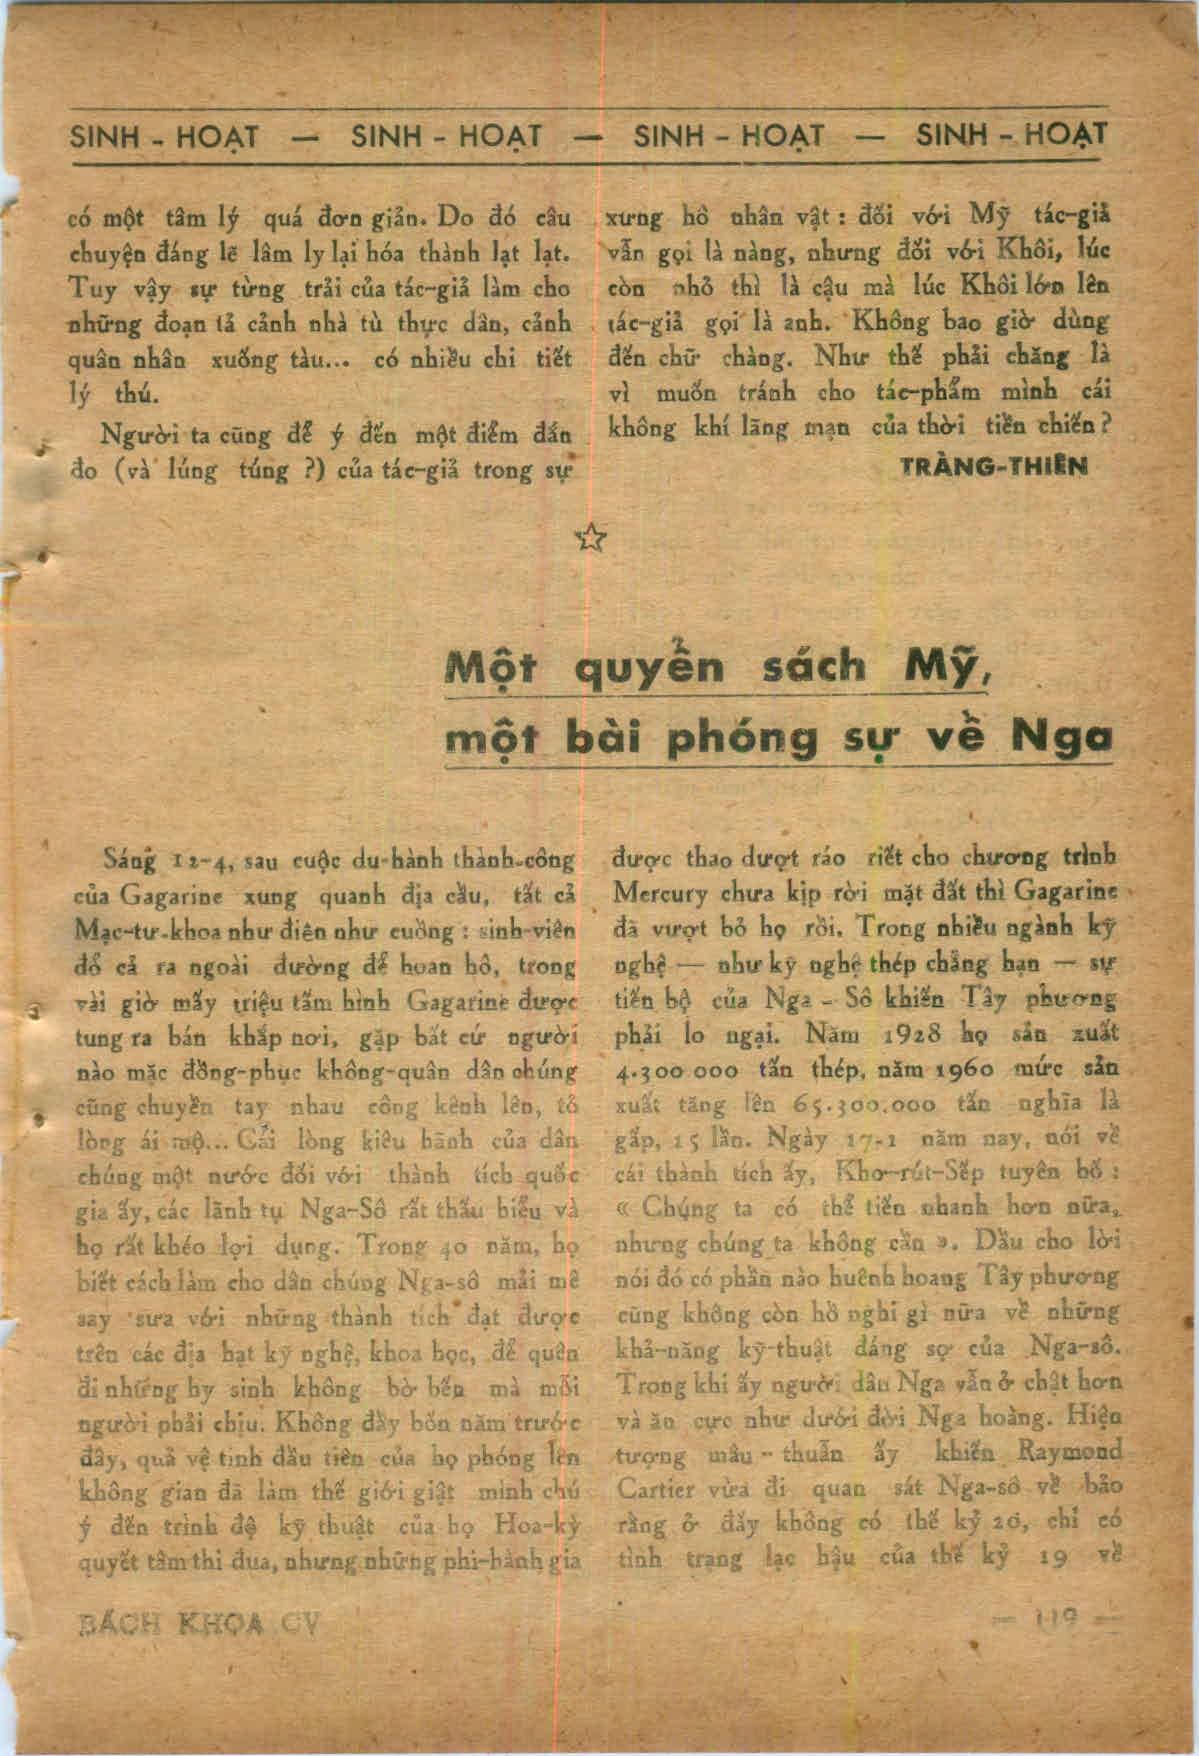 SINH - HOẠT — SINH - HOẠT — SINH - HOẠT — SINH - HOẠT
có một tâm lý quá đơn giản. Do đó câu
chuyện đáng lẽ lâm ly lại hóa thành lạt lạt.
Tuy vậy sự từng trải của tác-giả làm cho
những đoạn tả cảnh nhà tù thực dân, cảnh
quân nhân xuống tàu... có nhiều chi tiết
lý thú.
Người ta cũng để ý đến một điểm đắn
đo (và lúng túng ?) của tác-giả trong sự
xưng hô nhân vật : đối với Mỹ tác-giả
vẫn gọi là nàng, nhưng đối với Khôi, lúc
còn nhỏ thì là cậu mà lúc Khôi lớn lên
tác-giả gọi là anh. Không bao giờ dùng
đến chữ chàng. Như thế phải chăng là
vì muốn tránh cho tác-phẩm mình cái
không khí lãng mạn của thời tiền chiến ?
TRÀNG-THIÊN
Một quyển sách Mỹ,
một bài phóng sự về Nga
Sáng 12-4, sau cuộc du-hành thành-công
của Gagarine xung quanh địa cầu, tất cả
Mạc-tư-khoa như điên như cuồng : sinh-viên
đổ cả ra ngoài đường để hoan hô, trong
vài giờ mấy triệu tấm hình Gagarine được
tung ra bán khắp nơi, gặp bất cứ người
nào mặc đồng-phục không-quân dân chúng
cũng chuyền tay nhau công kênh lên, tỏ
lòng ái mộ... Cái lòng kiêu hãnh của dân
chúng một nước đối với thành tích quốc
gia ấy, các lãnh tụ Nga-Sô rất thấu hiểu và
họ rất khéo lợi dụng. Trong 40 năm, họ
biết cách làm cho dân chúng Nga-sô mải mê
say sưa với những thành tích đạt được
trên các địa hạt kỹ nghệ, khoa học, để quên
đi những hy sinh không bờ bến mà mỗi
người phải chịu. Không đầy bốn năm trước
đây, quả vệ tinh đầu tiên của họ phóng lên
không gian đã làm thế giới giật mình chú
ý đến trình độ kỹ thuật của họ Hoa-kỳ
quyết tâm thi đua, nhưng những phi-hành gia
được thao dượt ráo riết cho chương trình
Mercury chưa kịp rời mặt đất thì Gagarine
đã vượt bỏ họ rồi. Trong nhiều ngành kỹ
nghệ — như kỹ nghệ thép chẳng hạn — sự
tiến bộ của Nga - Sô khiến Tây phương
phải lo ngại. Năm 1928 họ sản xuất
4.300 000 tấn thép, năm 1960 mức sản
xuất tăng lên 65.300.000 tấn nghĩa là
gấp, 15 lần. Ngày 17-1 năm nay, nói về
cái thành tích ấy, Khơ-rút-Sếp tuyên bố :
« Chúng ta có thể tiến nhanh hơn nữa,
nhưng chúng ta không cần ». Dầu cho lời
nói đó có phần nào huênh hoang Tây phương
cũng không còn hồ nghi gì nữa về những
khả-năng kỹ-thuật đáng sợ của Nga-sô.
Trong khi ấy người dân Nga vẫn ở chật hơn
và ăn cực như dưới đời Nga hoàng. Hiện
tượng mâu - thuẫn ấy khiến Raymond
Cartier vừa đi quan sát Nga-sô về bảo
rằng ở đấy không có thế kỷ 20, chỉ có
tình trạng lạc hậu của thế kỷ 19 về
BÁCH KHOA CV
— 119 —